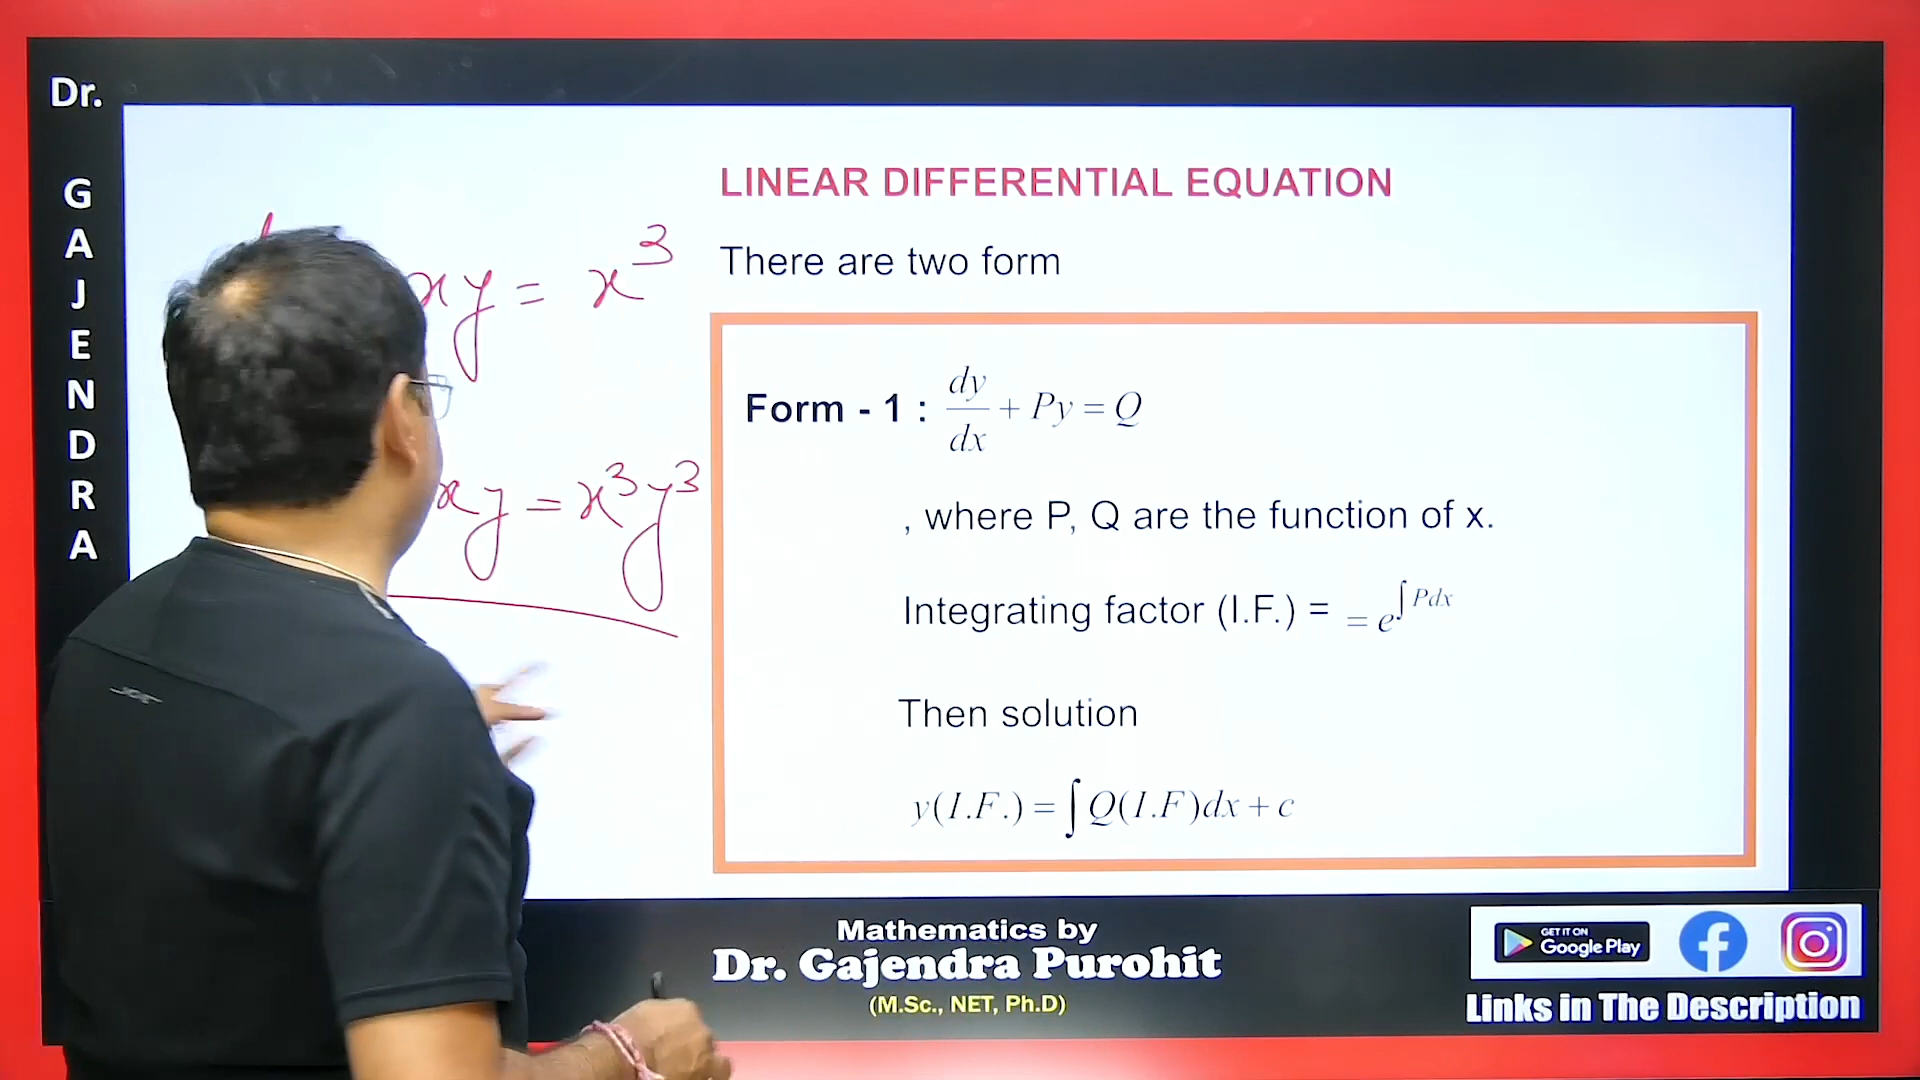 Dr.
GAJENDRA
LINEAR DIFFERENTIAL EQUATION
There are two form
xy = x³
xy = x³y³
Form - 1 : dy/dx + Py = Q
, where P, Q are the function of x.
Integrating factor (I.F.) = = e^∫Pdx
Then solution
y(I.F.) = ∫Q(I.F)dx + c
Mathematics by
Dr. Gajendra Purohit
(M.Sc., NET, Ph.D)
GET IT ON
Google Play
Links in The Description